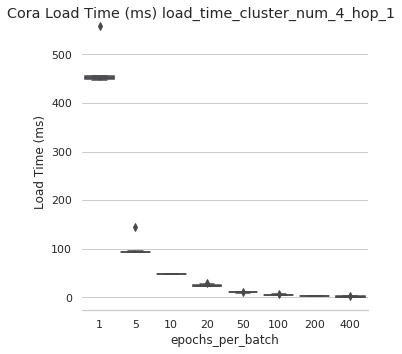 Cora Load Time (ms) load_time_cluster_num_4_hop_1
500
400
300
200
100
0
Load Time (ms)
1 5 10 20 50 100 200 400
epochs_per_batch